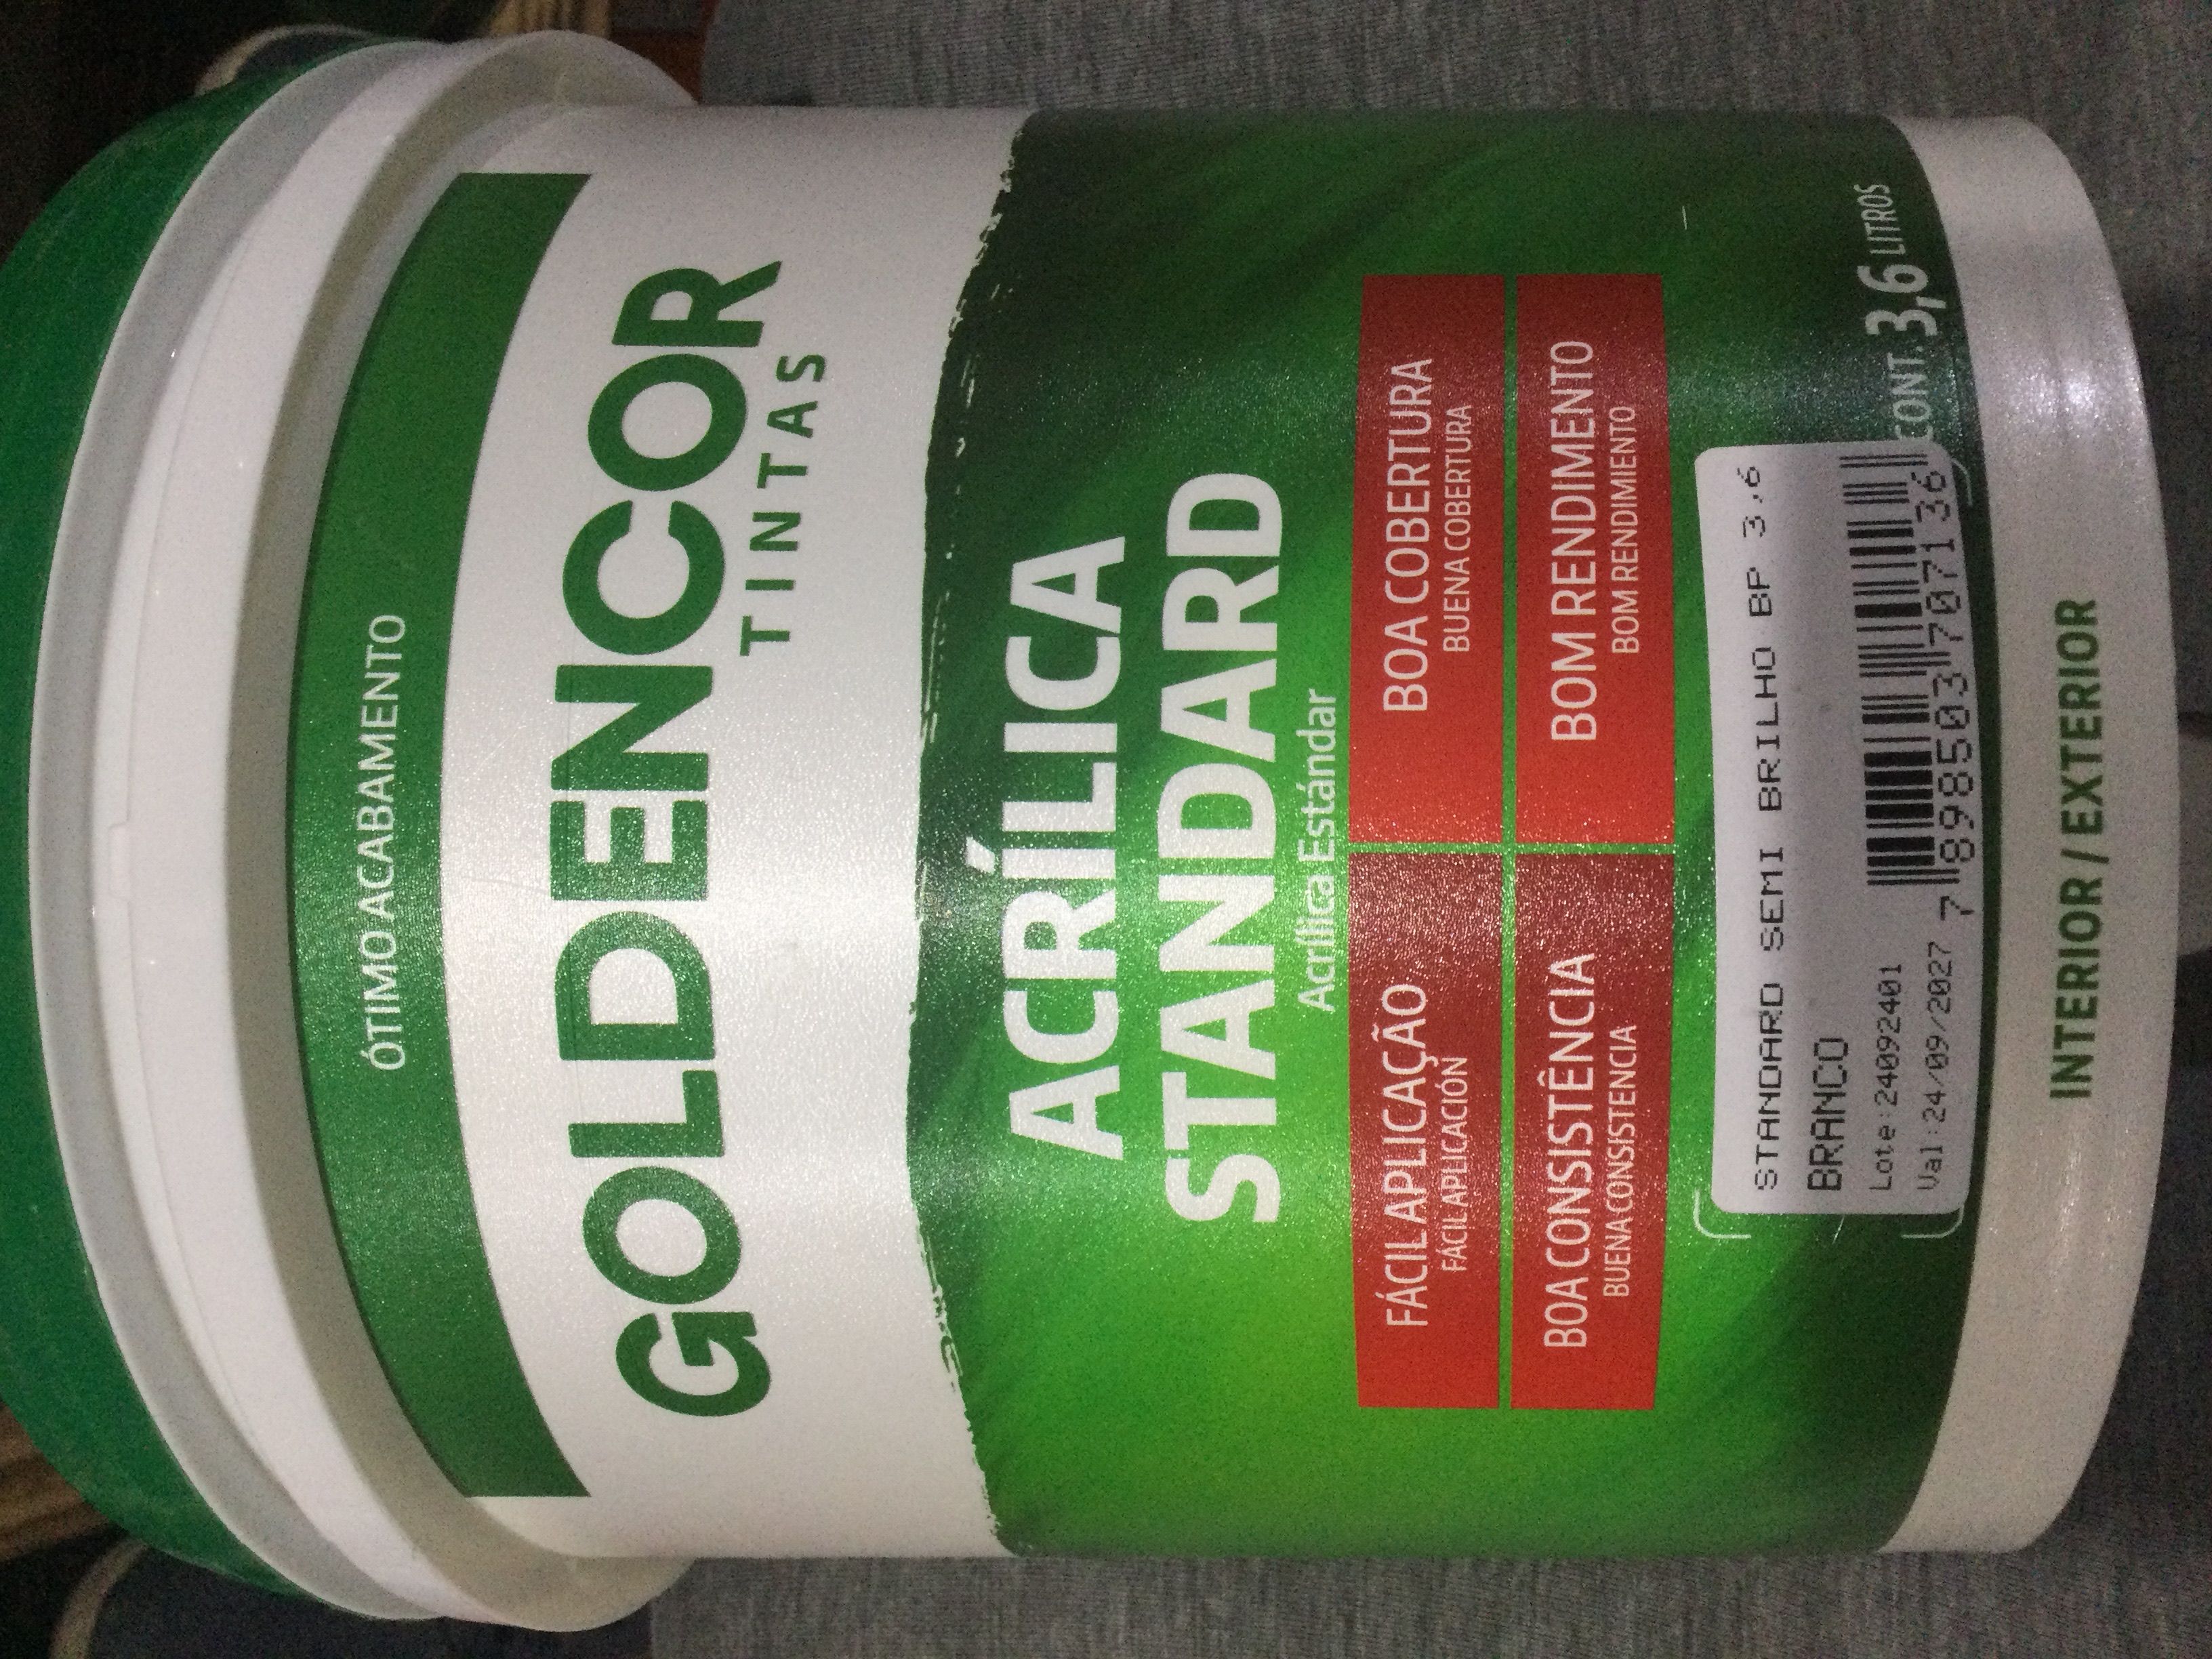 ÓTIMO ACABAMENTO
GOLDENCOR
TINTAS
ACRÍLICA
STANDARD
Acrílica Estándar
FÁCIL APLICAÇÃO
FÁCIL APLICACIÓN
BOA COBERTURA
BUENA COBERTURA
BOA CONSISTÊNCIA
BUENA CONSISTENCIA
BOM RENDIMENTO
BOM RENDIMIENTO
STANDARD SEMI BRILHO BP 3,6
BRANCO
Lote:24092401
Val:24/09/2027
7 898503 707136
CONT. 3,6 LITROS
INTERIOR / EXTERIOR